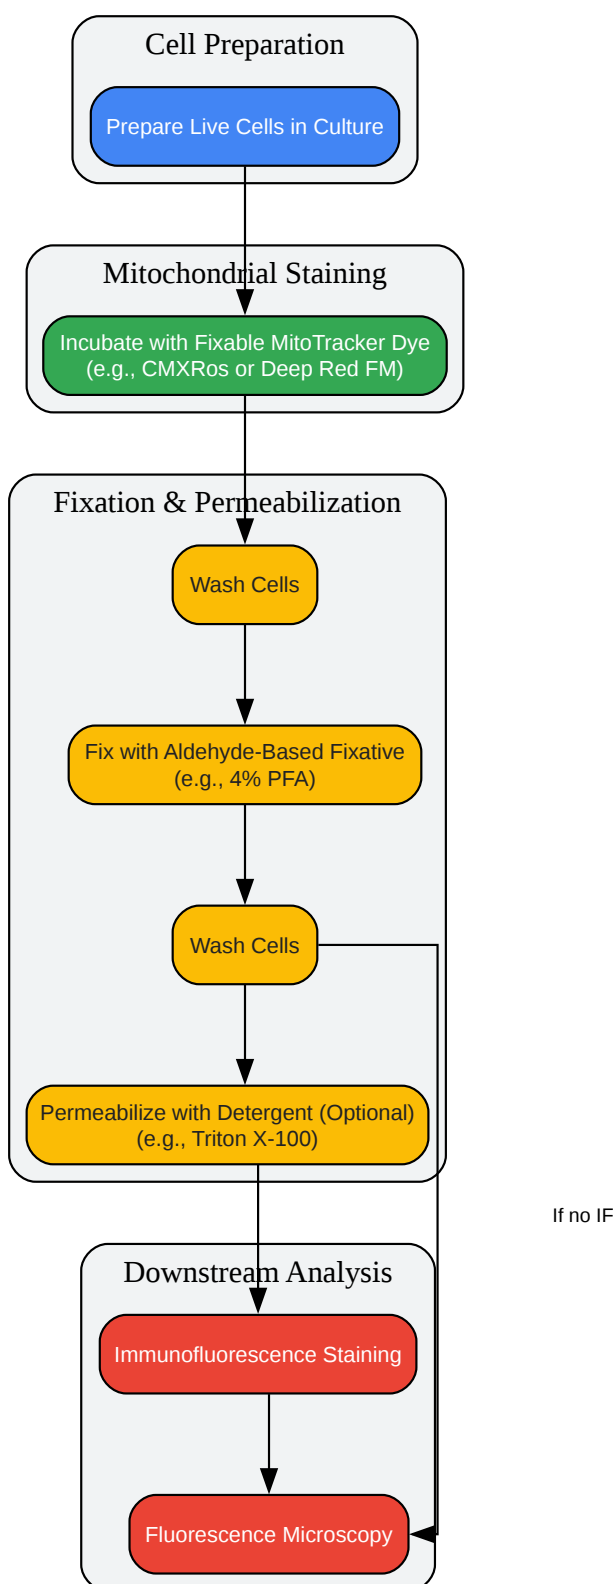 Cell Preparation
Prepare Live Cells in Culture
Mitochondrial Staining
Incubate with Fixable MitoTracker Dye
(e.g., CMXRos or Deep Red FM)
Fixation & Permeabilization
Wash Cells
Fix with Aldehyde-Based Fixative
(e.g., 4% PFA)
Wash Cells
Permeabilize with Detergent (Optional)
(e.g., Triton X-100)
If no IF
Downstream Analysis
Immunofluorescence Staining
Fluorescence Microscopy